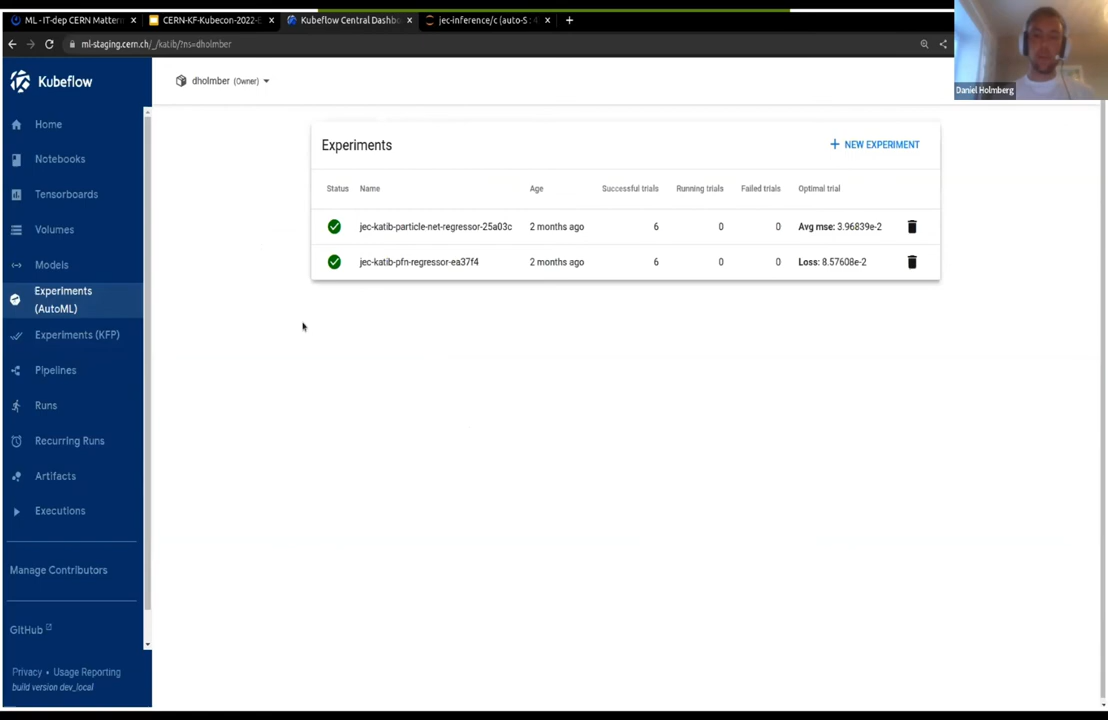 ML - IT-dep CERN Matterm
CERN-KF-Kubecon-2022-E
Kubeflow Central Dashbo
jec-inference/c (auto-S
ml-staging.cern.ch/_/katib/?ns=dholmber
Daniel Holmberg
Kubeflow
dholmber (Owner)
Home
Notebooks
Tensorboards
Volumes
Models
Experiments
(AutoML)
Experiments (KFP)
Pipelines
Runs
Recurring Runs
Artifacts
Executions
Manage Contributors
GitHub
Privacy • Usage Reporting
build version dev_local
Experiments
+ NEW EXPERIMENT
Status Name Age Successful trials Running trials Failed trials Optimal trial
jec-katib-particle-net-regressor-25a03c 2 months ago 6 0 0 Avg mse: 3.96839e-2
jec-katib-pfn-regressor-ea37f4 2 months ago 6 0 0 Loss: 8.57608e-2